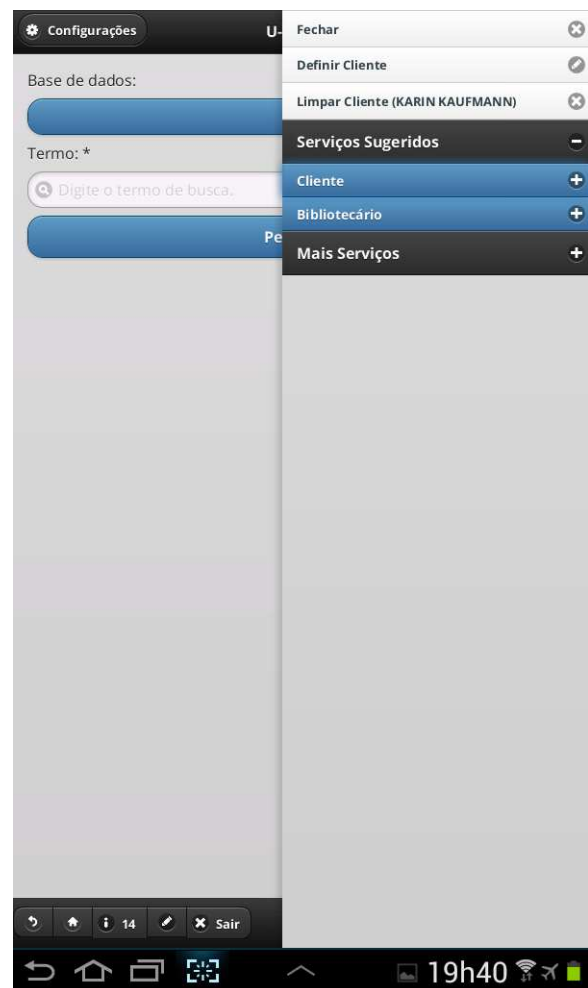 Configurações
U-
Base de dados:
Termo: *
Digite o termo de busca.
Pe
Fechar
Definir Cliente
Limpar Cliente (KARIN KAUFMANN)
Serviços Sugeridos
Cliente
Bibliotecário
Mais Serviços
14
Sair
19h40